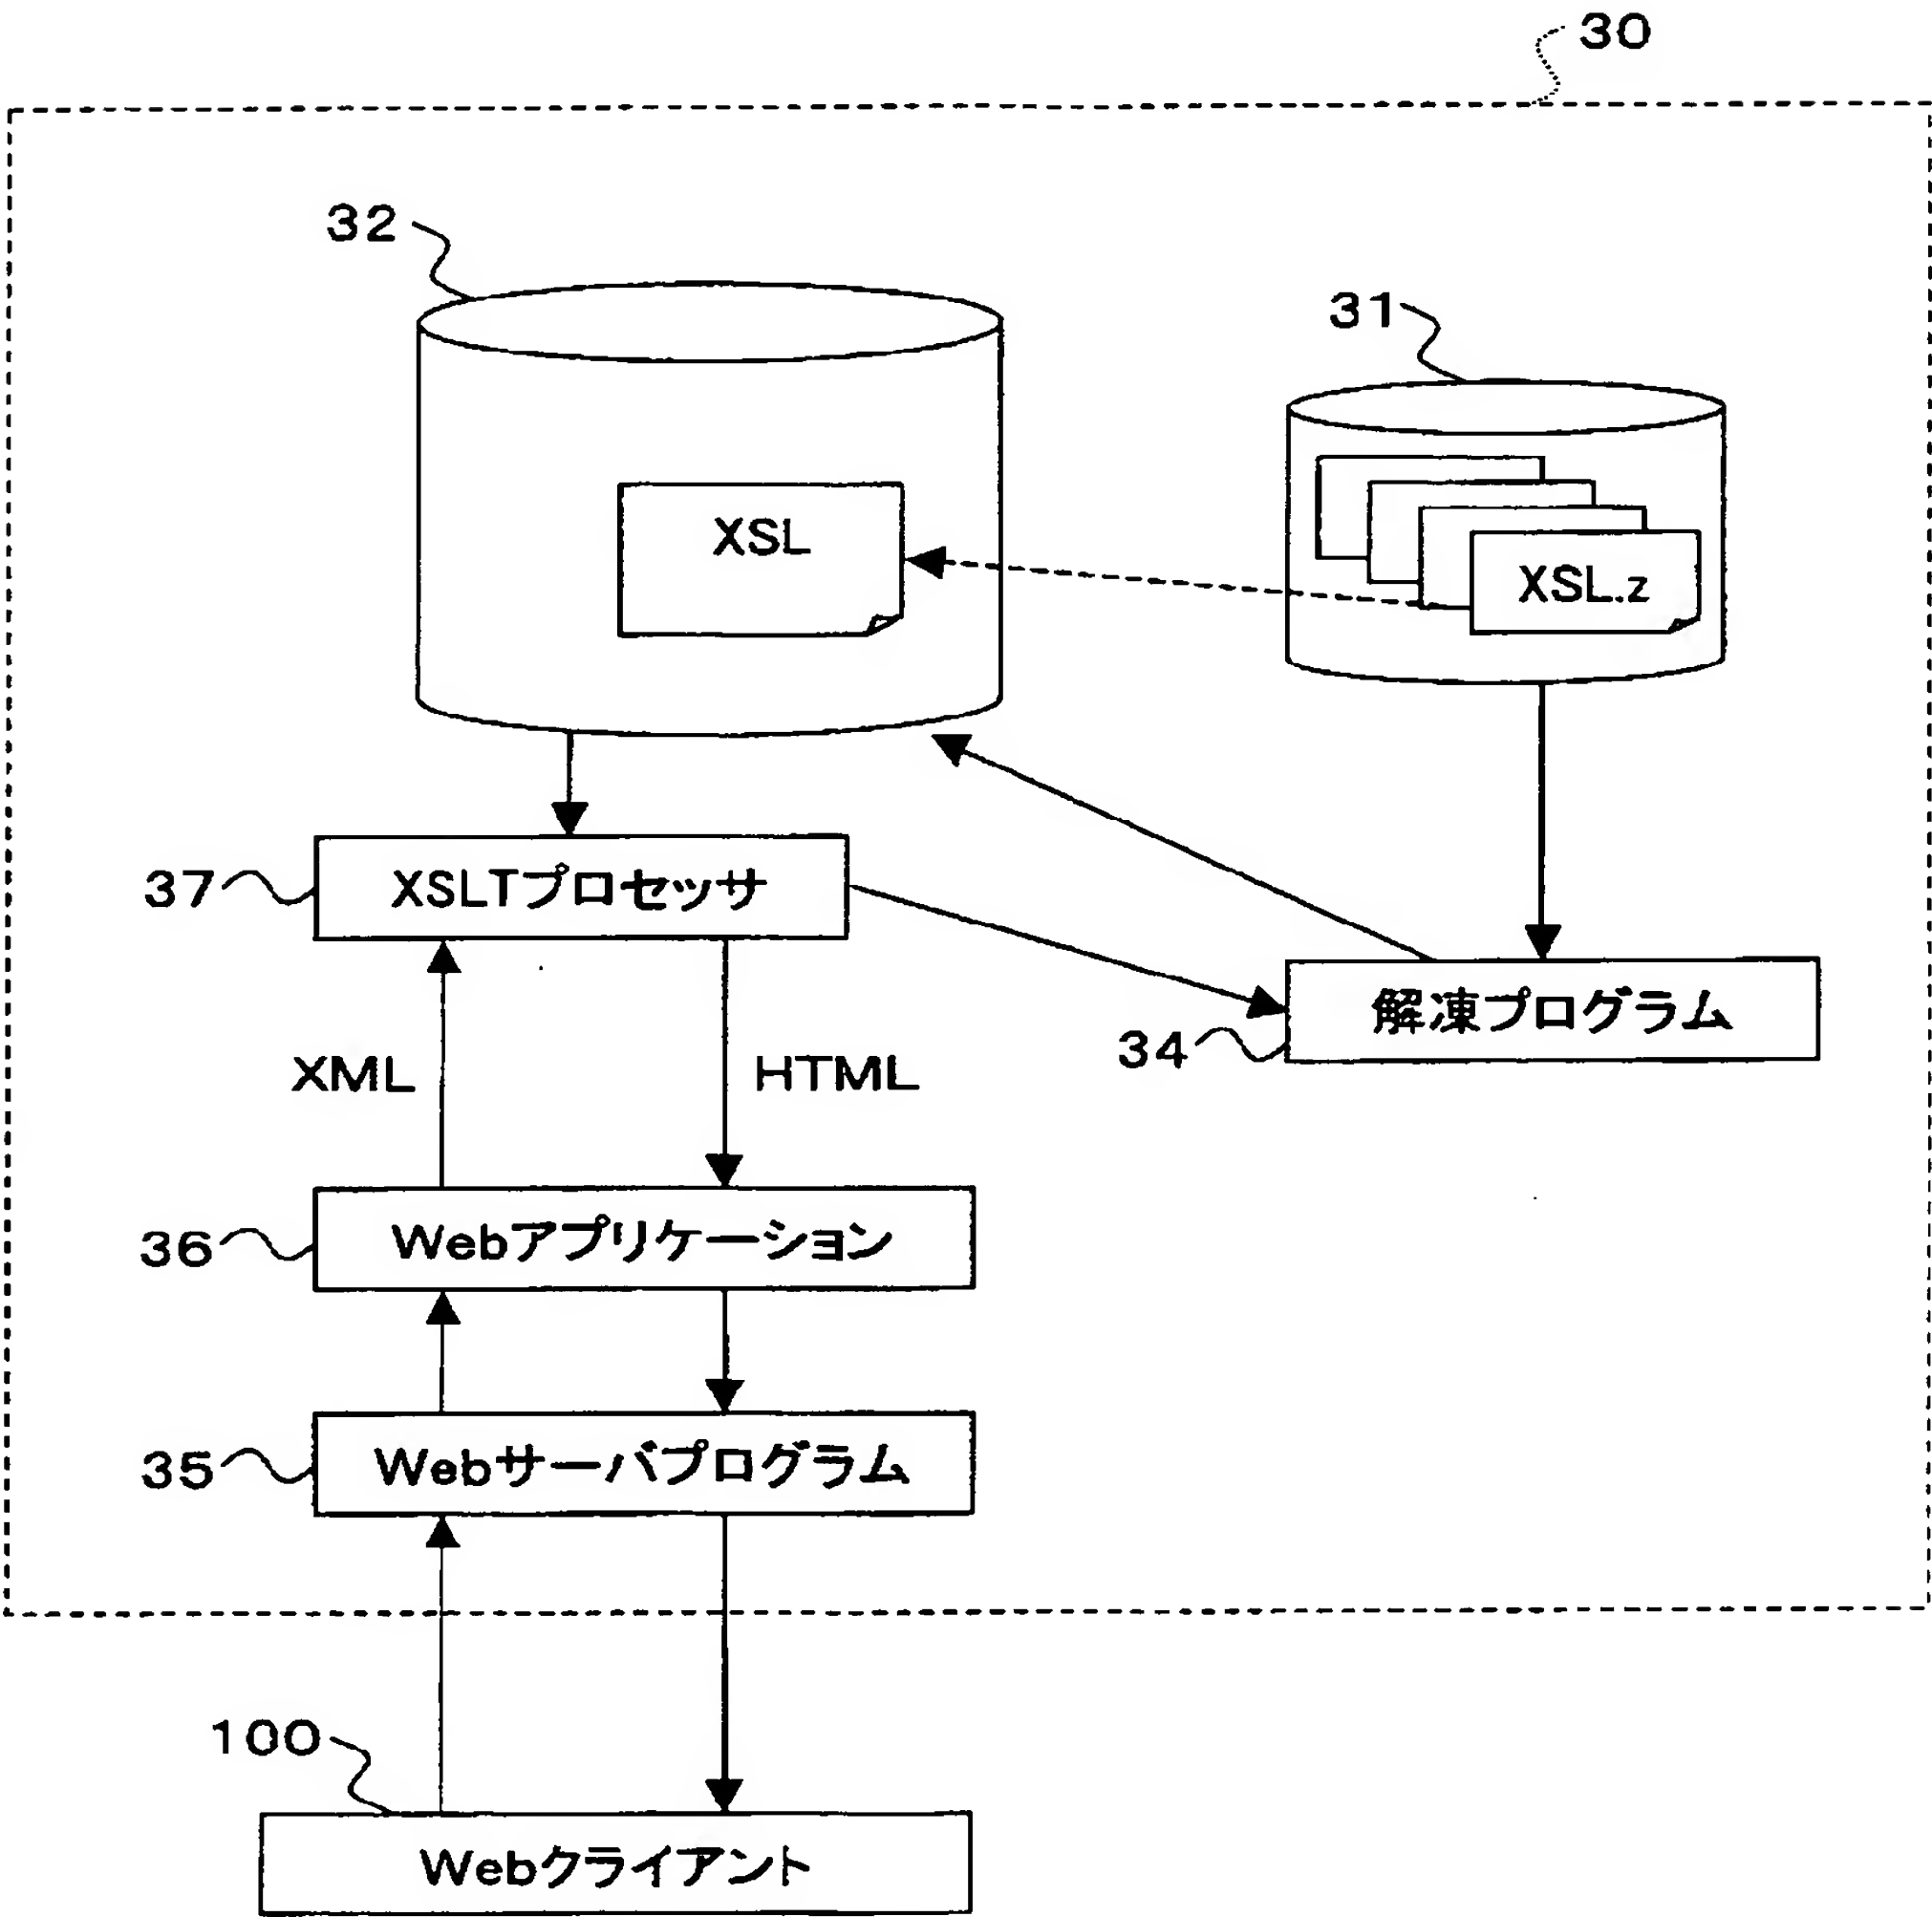 30
32
31
XSL
XSL.z
37
XSLTプロセッサ
解凍プログラム
34
XML
HTML
36
Webアプリケーション
35
Webサーバプログラム
100
Webクライアント